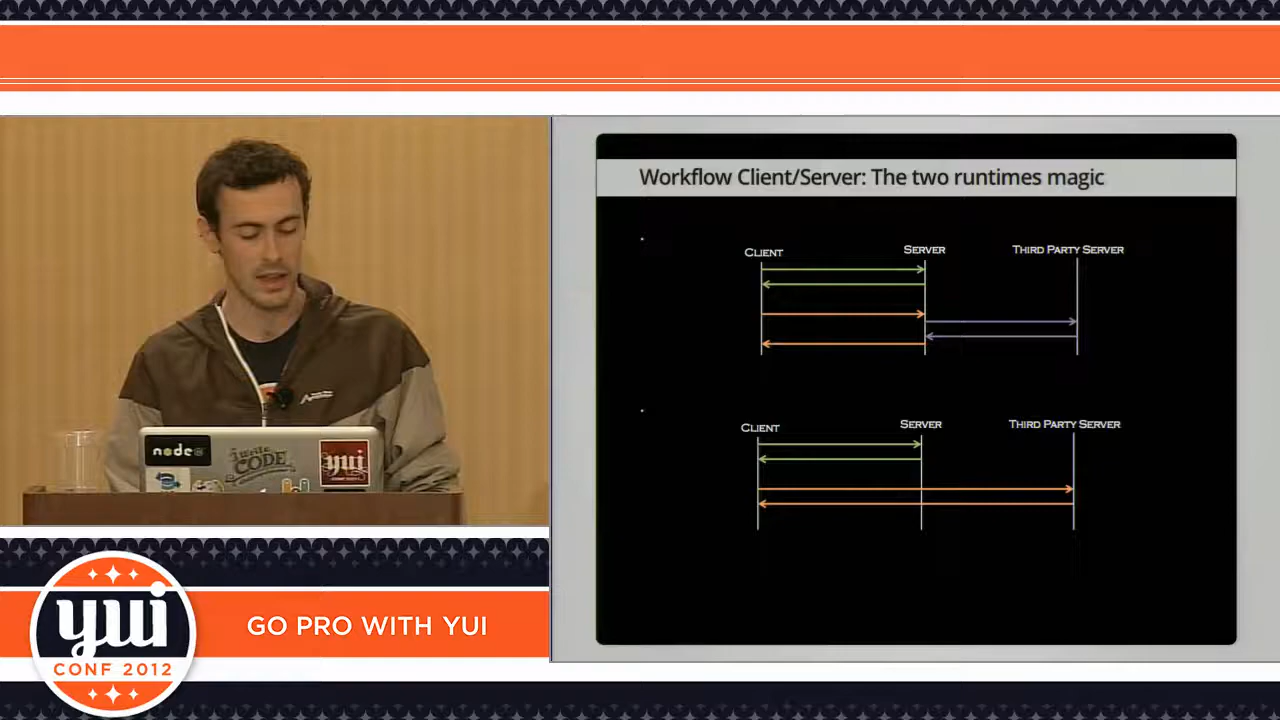 Workflow Client/Server: The two runtimes magic
CLIENT SERVER THIRD PARTY SERVER
CLIENT SERVER THIRD PARTY SERVER
node
i write
CODE
yui
yui
CONF 2012
GO PRO WITH YUI